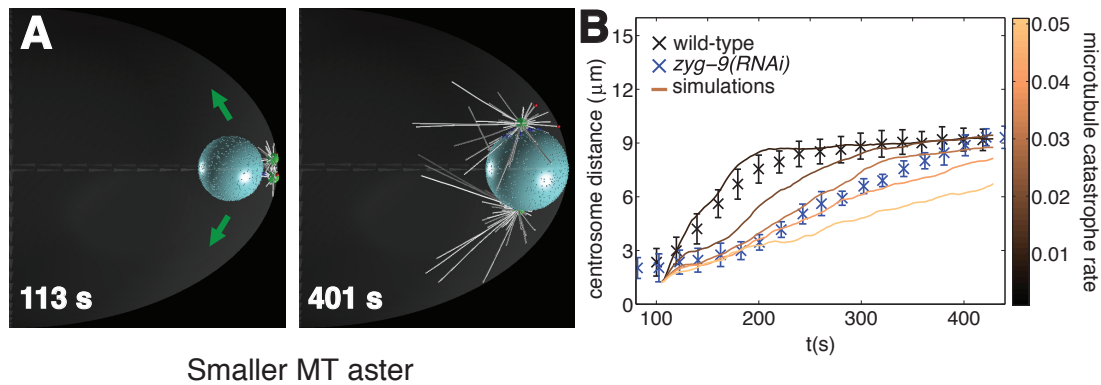 A
113 s
401 s
Smaller MT aster
B
15
12
9
6
3
0
centrosome distance (μm)
wild-type
zyg-9(RNAi)
simulations
100
200
300
400
t(s)
0.05
0.04
0.03
0.02
0.01
microtubule catastrophe rate